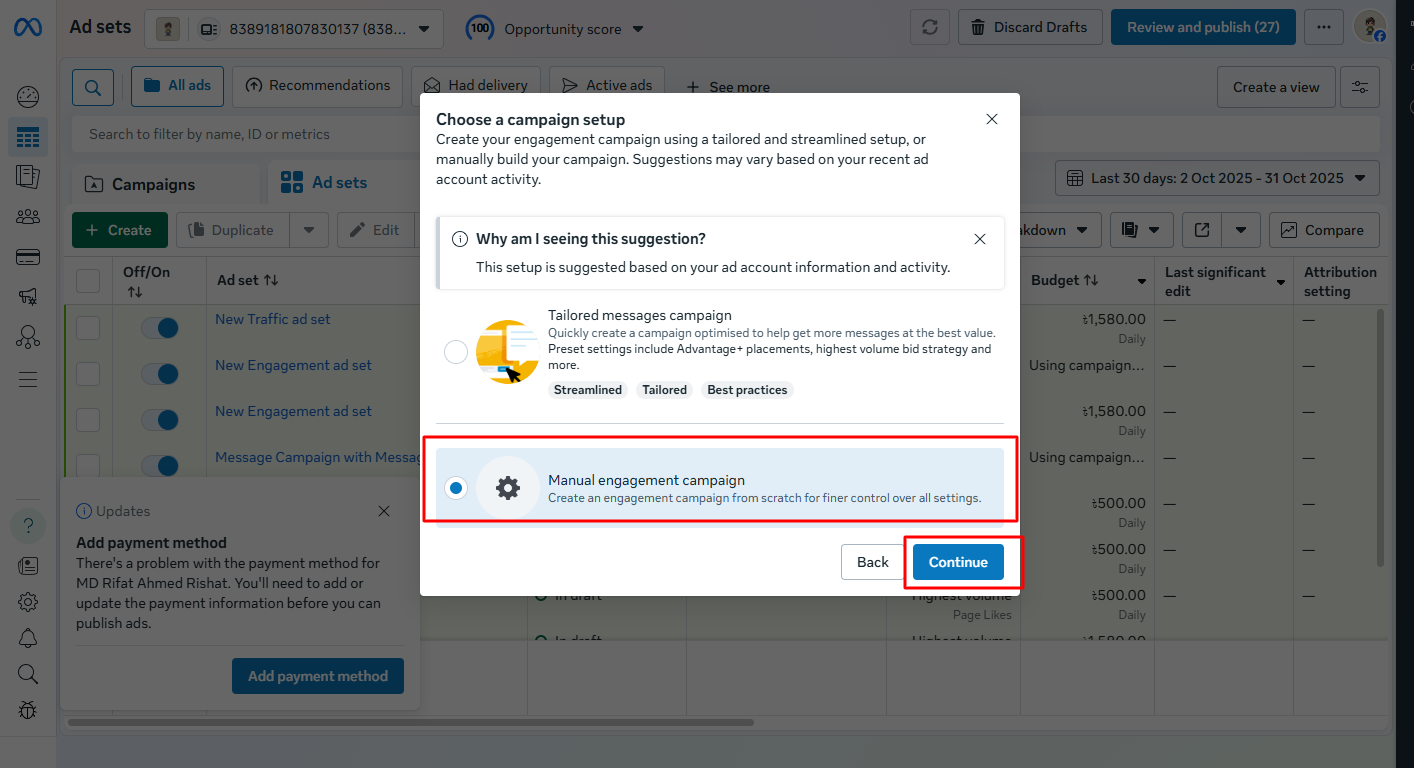 Ad sets
8389181807830137 (838...
100
Opportunity score
Discard Drafts
Review and publish (27)
All ads
Recommendations
Had delivery
Active ads
+ See more
Create a view
Search to filter by name, ID or metrics
Campaigns
Ad sets
Last 30 days: 2 Oct 2025 - 31 Oct 2025
+ Create
Duplicate
Edit
kdown
Compare
Off/On
Ad set
Budget
Last significant
edit
Attribution
setting
New Traffic ad set
৳1,580.00
—
—
Daily
New Engagement ad set
Using campaign...
—
—
New Engagement ad set
৳1,580.00
—
—
Daily
Message Campaign with Messag
Using campaign...
—
—
৳500.00
—
—
Daily
৳500.00
—
—
Daily
In draft
Highest volume
৳500.00
—
—
Page Likes
Daily
In draft
Highest volume
৳1,580.00
Updates
Add payment method
There's a problem with the payment method for
MD Rifat Ahmed Rishat. You'll need to add or
update the payment information before you can
publish ads.
Add payment method
Choose a campaign setup
Create your engagement campaign using a tailored and streamlined setup, or
manually build your campaign. Suggestions may vary based on your recent ad
account activity.
Why am I seeing this suggestion?
This setup is suggested based on your ad account information and activity.
Tailored messages campaign
Quickly create a campaign optimised to help get more messages at the best value.
Preset settings include Advantage+ placements, highest volume bid strategy and
more.
Streamlined
Tailored
Best practices
Manual engagement campaign
Create an engagement campaign from scratch for finer control over all settings.
Back
Continue